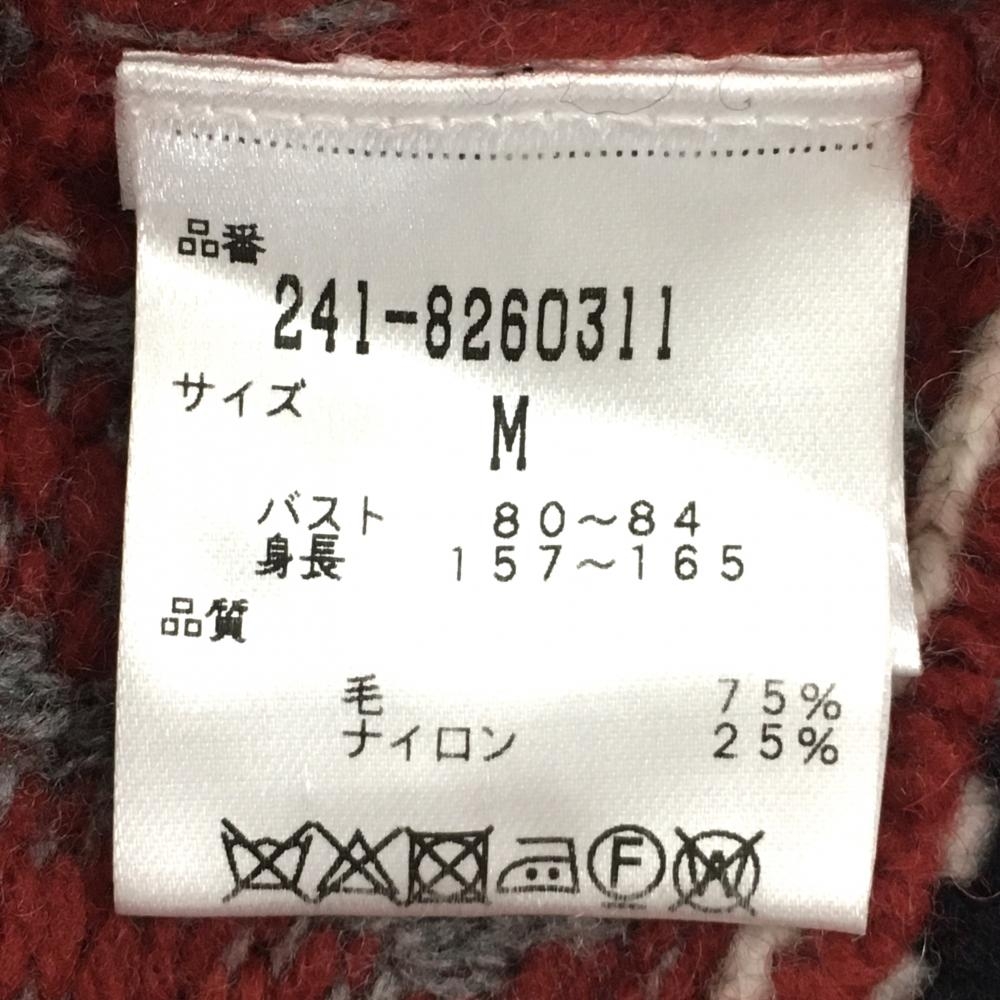 品番
241-8260311
サイズ
M
バスト 80～84
身長 157～165
品質
毛 75%
ナイロン 25%
F W